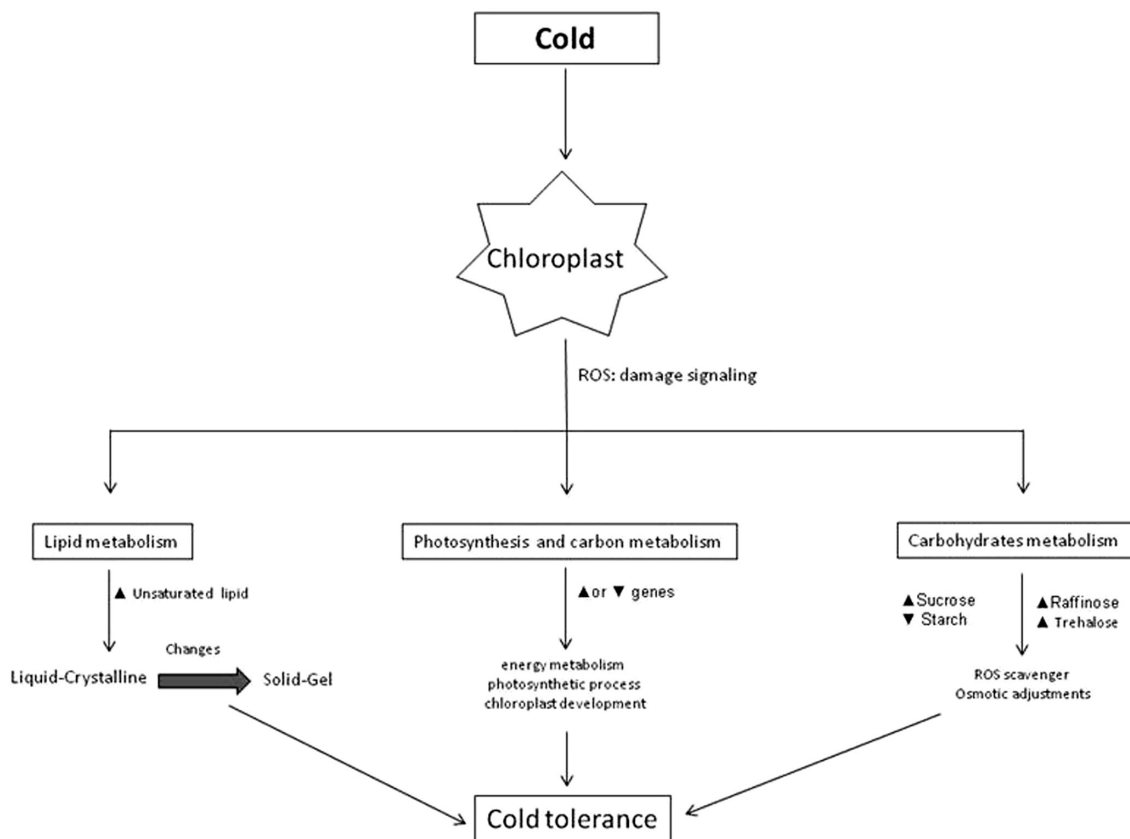 Cold
Chloroplast
ROS: damage signaling
Lipid metabolism
▲ Unsaturated lipid
Changes
Liquid-Crystalline
Solid-Gel
Photosynthesis and carbon metabolism
▲or ▼ genes
energy metabolism
photosynthetic process
chloroplast development
Carbohydrates metabolism
▲Sucrose
▼ Starch
▲Raffinose
▲ Trehalose
ROS scavenger
Osmotic adjustments
Cold tolerance